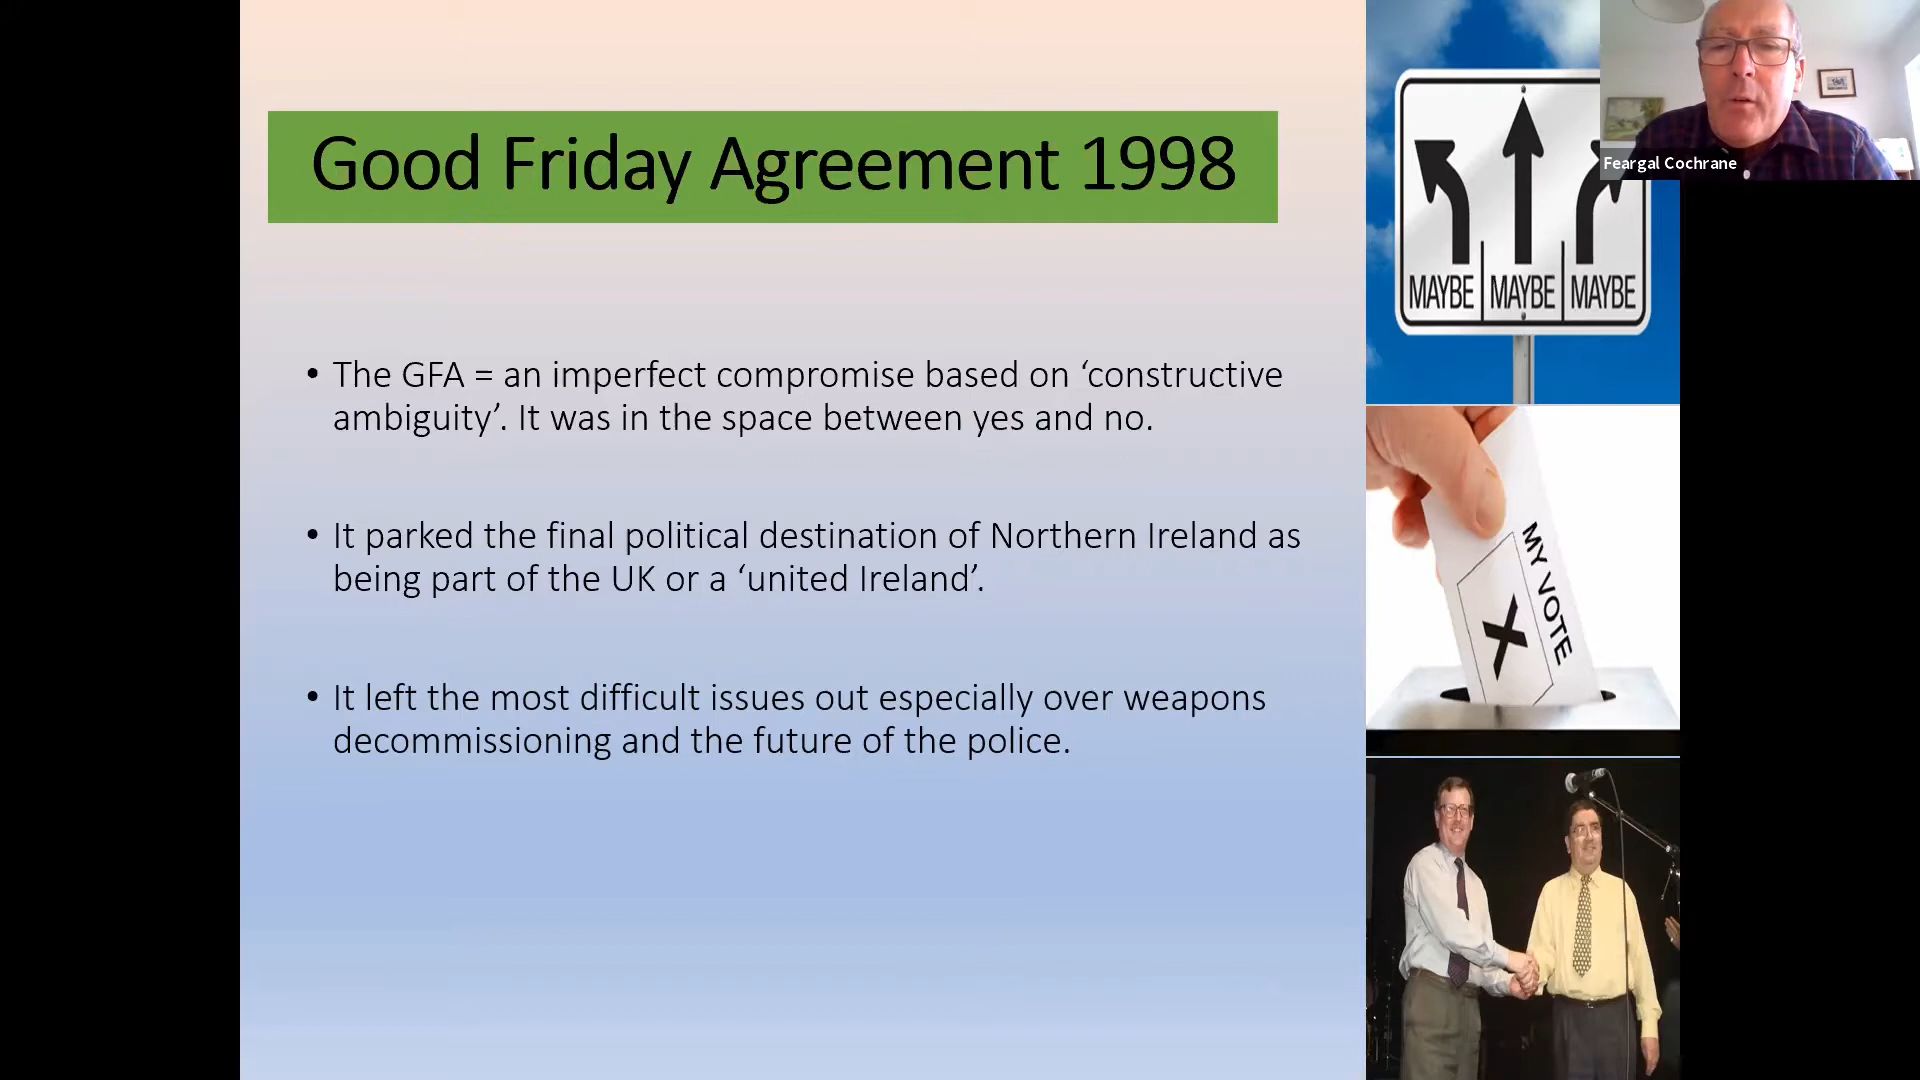 Good Friday Agreement 1998
• The GFA = an imperfect compromise based on ‘constructive
ambiguity’. It was in the space between yes and no.
• It parked the final political destination of Northern Ireland as
being part of the UK or a ‘united Ireland’.
• It left the most difficult issues out especially over weapons
decommissioning and the future of the police.
MAYBE MAYBE MAYBE
Feargal Cochrane
MY VOTE
X